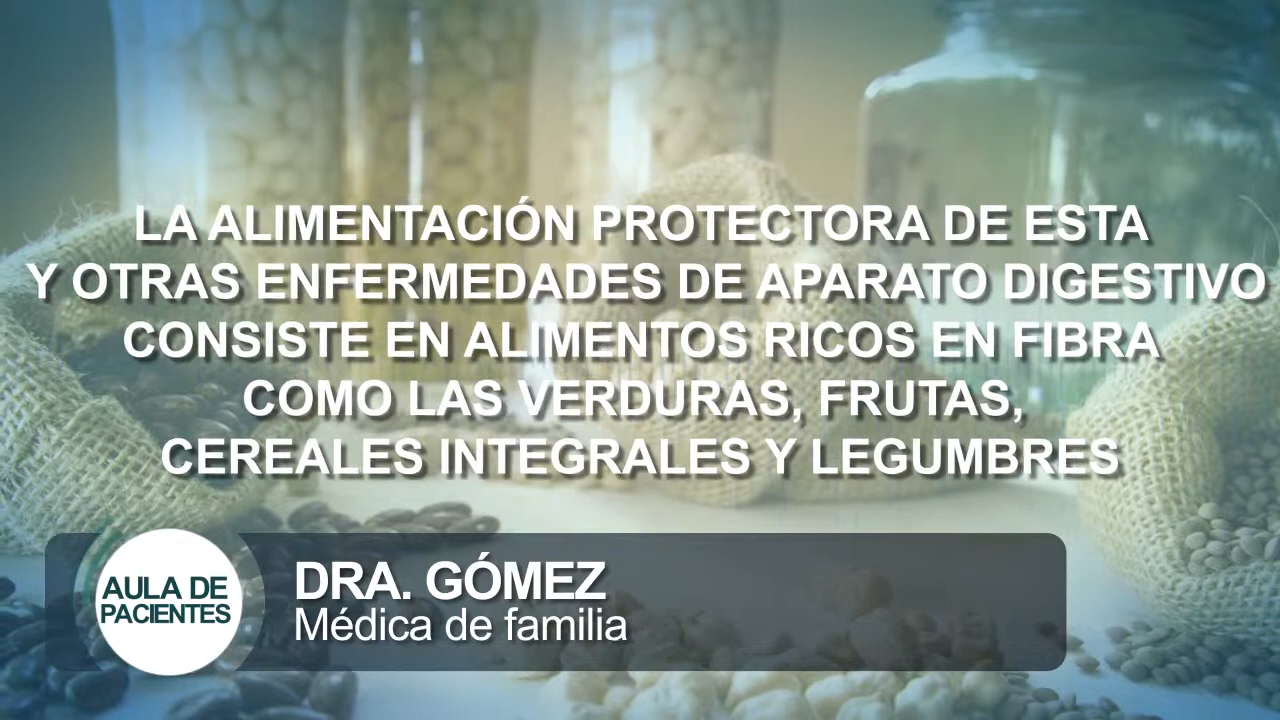 LA ALIMENTACIÓN PROTECTORA DE ESTA
Y OTRAS ENFERMEDADES DE APARATO DIGESTIVO
CONSISTE EN ALIMENTOS RICOS EN FIBRA
COMO LAS VERDURAS, FRUTAS,
CEREALES INTEGRALES Y LEGUMBRES
AULA DE
PACIENTES
DRA. GÓMEZ
Médica de familia